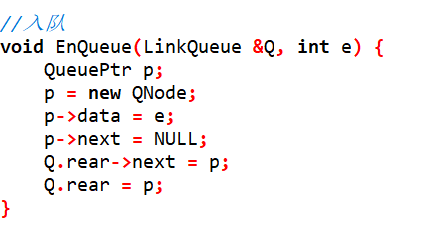 //入队
void EnQueue(LinkQueue &Q, int e) {
    QueuePtr p;
    p = new QNode;
    p->data = e;
    p->next = NULL;
    Q.rear->next = p;
    Q.rear = p;
}